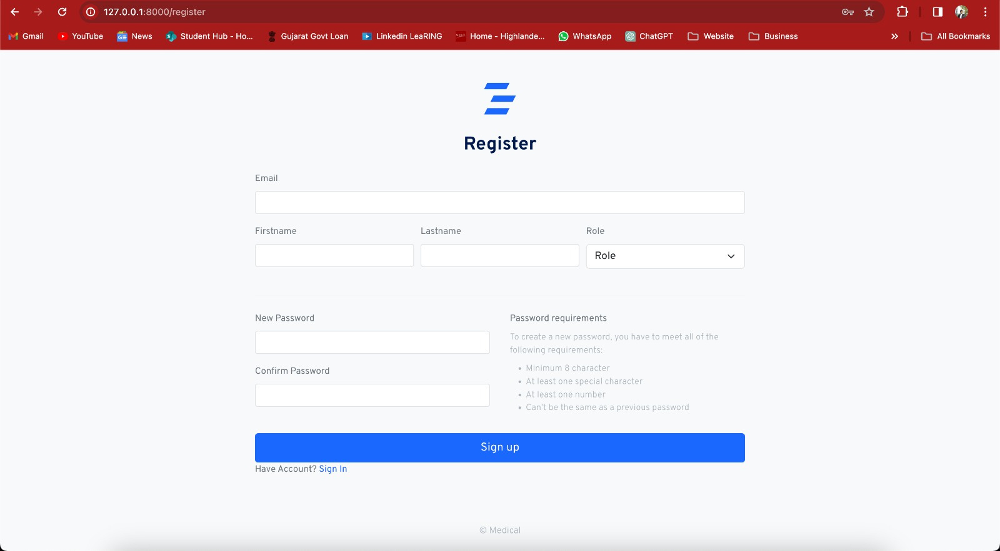 127.0.0.1:8000/register
Gmail YouTube News Student Hub - Ho... Gujarat Govt Loan Linkedin LeaRING Home - Highlande... WhatsApp ChatGPT Website Business » All Bookmarks
Register
Email
Firstname Lastname Role
Role
New Password
Confirm Password
Password requirements
To create a new password, you have to meet all of the
following requirements:
• Minimum 8 character
• At least one special character
• At least one number
• Can't be the same as a previous password
Sign up
Have Account? Sign In
© Medical